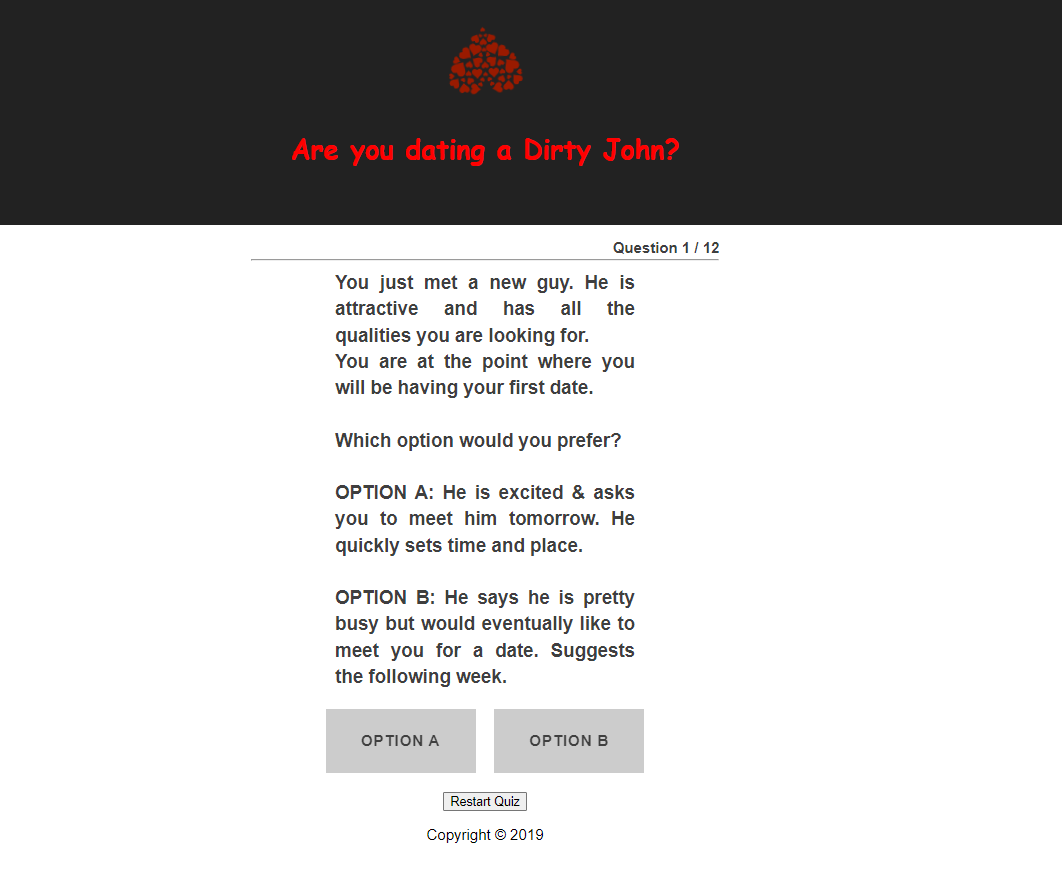 Are you dating a Dirty John?
Question 1 / 12
You just met a new guy. He is
attractive and has all the
qualities you are looking for.
You are at the point where you
will be having your first date.
Which option would you prefer?
OPTION A: He is excited & asks
you to meet him tomorrow. He
quickly sets time and place.
OPTION B: He says he is pretty
busy but would eventually like to
meet you for a date. Suggests
the following week.
OPTION A OPTION B
Restart Quiz
Copyright © 2019